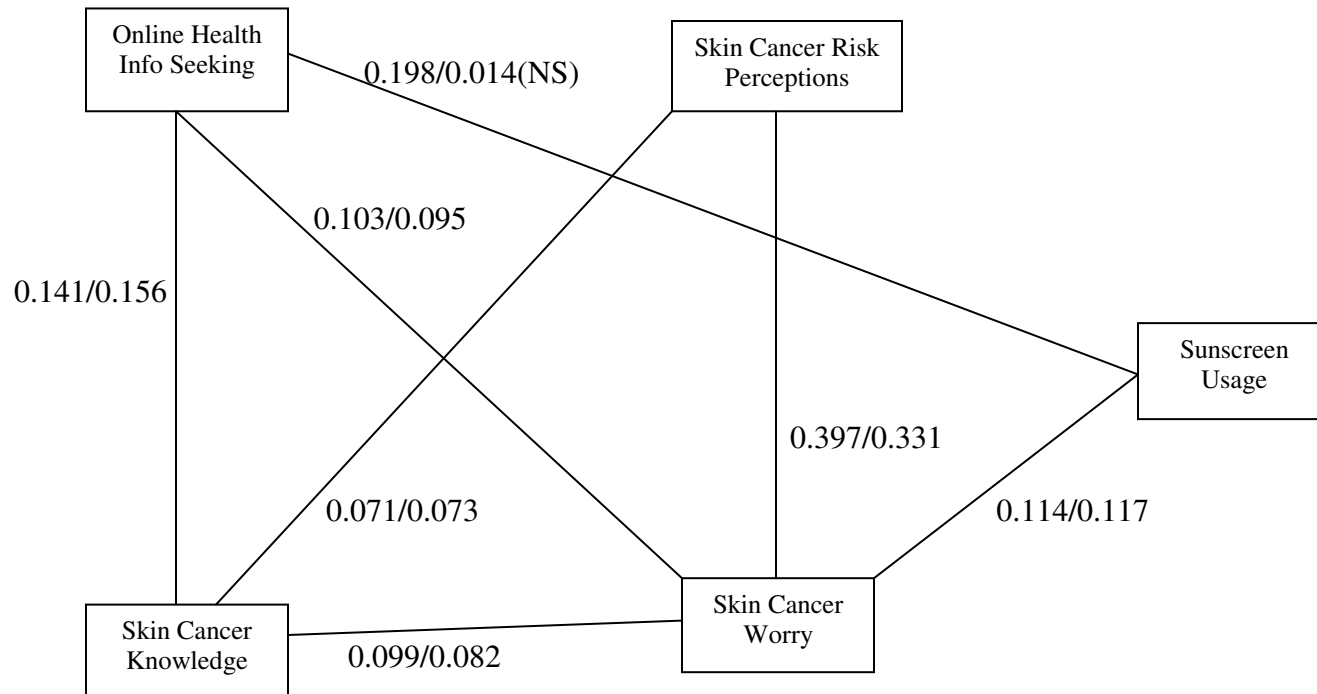 Online Health
Info Seeking
Skin Cancer Risk
Perceptions
0.198/0.014(NS)
0.103/0.095
0.141/0.156
Sunscreen
Usage
0.397/0.331
0.071/0.073
0.114/0.117
Skin Cancer
Knowledge
Skin Cancer
Worry
0.099/0.082